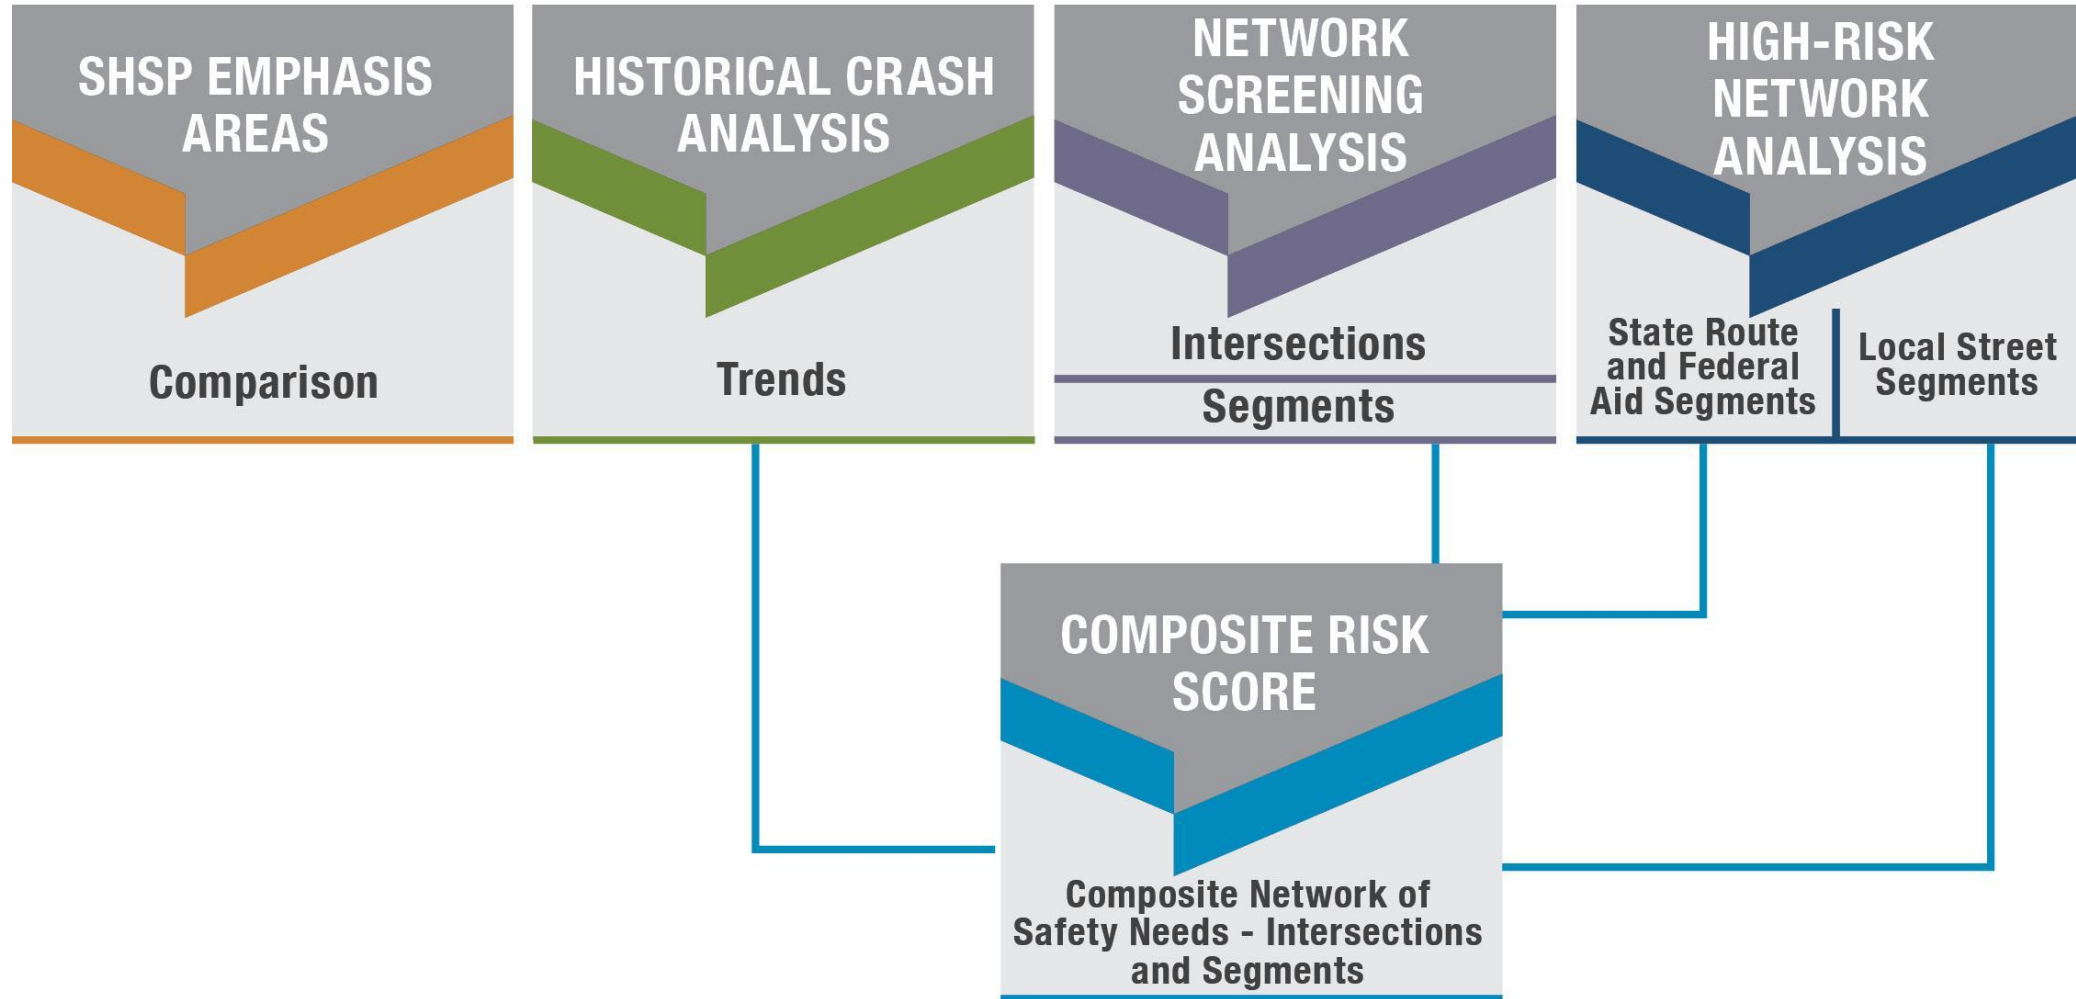 SHSP EMPHASIS
AREAS
Comparison
HISTORICAL CRASH
ANALYSIS
Trends
NETWORK
SCREENING
ANALYSIS
Intersections
Segments
HIGH-RISK
NETWORK
ANALYSIS
State Route
and Federal
Aid Segments
Local Street
Segments
COMPOSITE RISK
SCORE
Composite Network of
Safety Needs - Intersections
and Segments